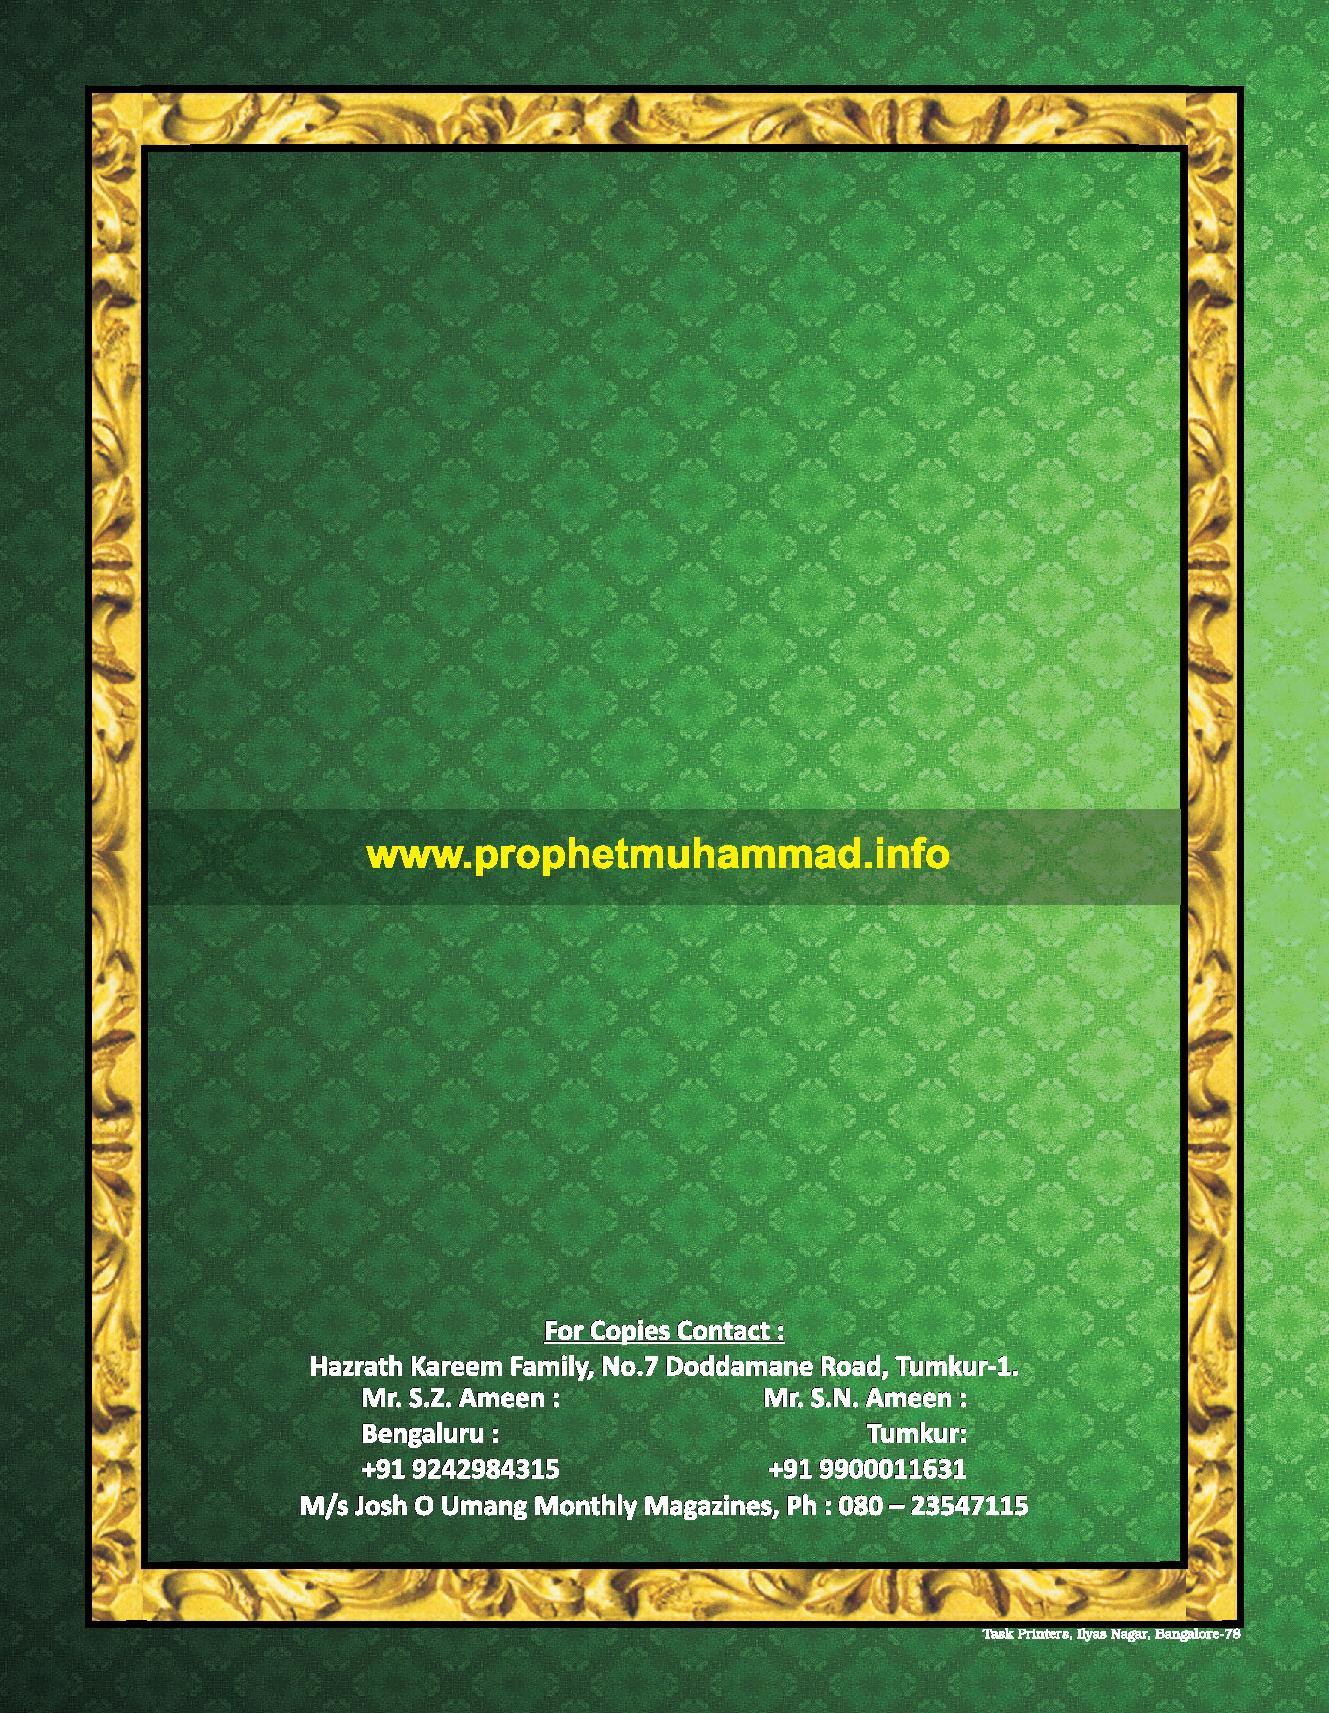 www.prophetmuhammad.info
For Copies Contact :
Hazrath Kareem Family, No.7 Doddamane Road, Tumkur-1.
Mr. S.Z. Ameen : Mr. S.N. Ameen :
Bengaluru : Tumkur:
+91 9242984315 +91 9900011631
M/s Josh O Umang Monthly Magazines, Ph : 080 – 23547115
Task Printers, Ilyas Nagar, Bangalore-78